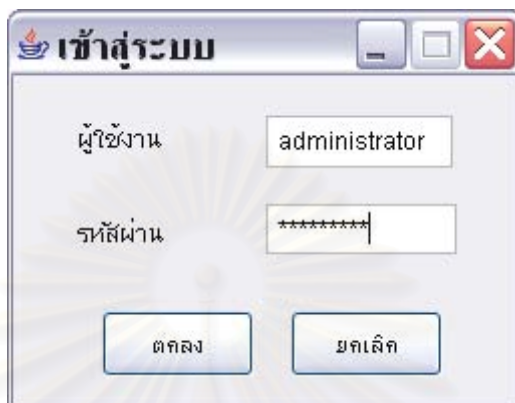 เข้าสู่ระบบ
ผู้ใช้งาน administrator
รหัสผ่าน *********
ตกลง ยกเลิก